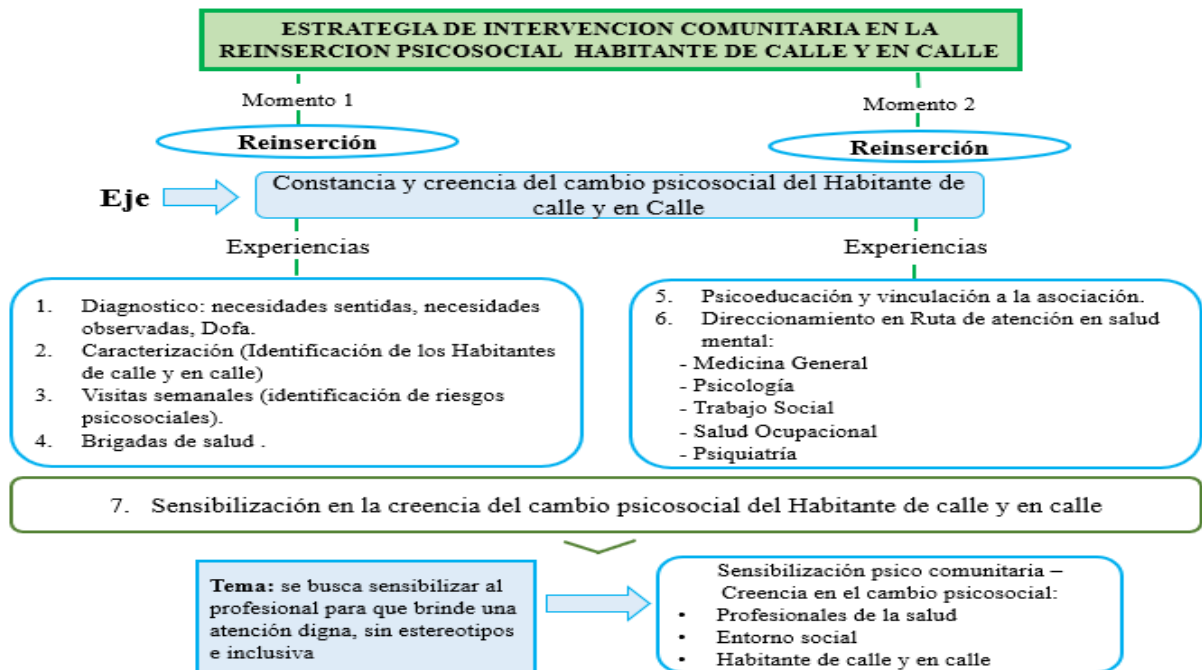 ESTRATEGIA DE INTERVENCION COMUNITARIA EN LA
REINSERCION PSICOSOCIAL HABITANTE DE CALLE Y EN CALLE
Momento 1
Momento 2
Reinserción
Reinserción
Eje
Constancia y creencia del cambio psicosocial del Habitante de
calle y en Calle
Experiencias
Experiencias
1. Diagnostico: necesidades sentidas, necesidades
observadas, Dofa.
2. Caracterización (Identificación de los Habitantes
de calle y en calle)
3. Visitas semanales (identificación de riesgos
psicosociales).
4. Brigadas de salud .
5. Psicoeducación y vinculación a la asociación.
6. Direccionamiento en Ruta de atención en salud
mental:
- Medicina General
- Psicología
- Trabajo Social
- Salud Ocupacional
- Psiquiatría
7. Sensibilización en la creencia del cambio psicosocial del Habitante de calle y en calle
Tema: se busca sensibilizar al
profesional para que brinde una
atención digna, sin estereotipos
e inclusiva
Sensibilización psico comunitaria –
Creencia en el cambio psicosocial:
• Profesionales de la salud
• Entorno social
• Habitante de calle y en calle